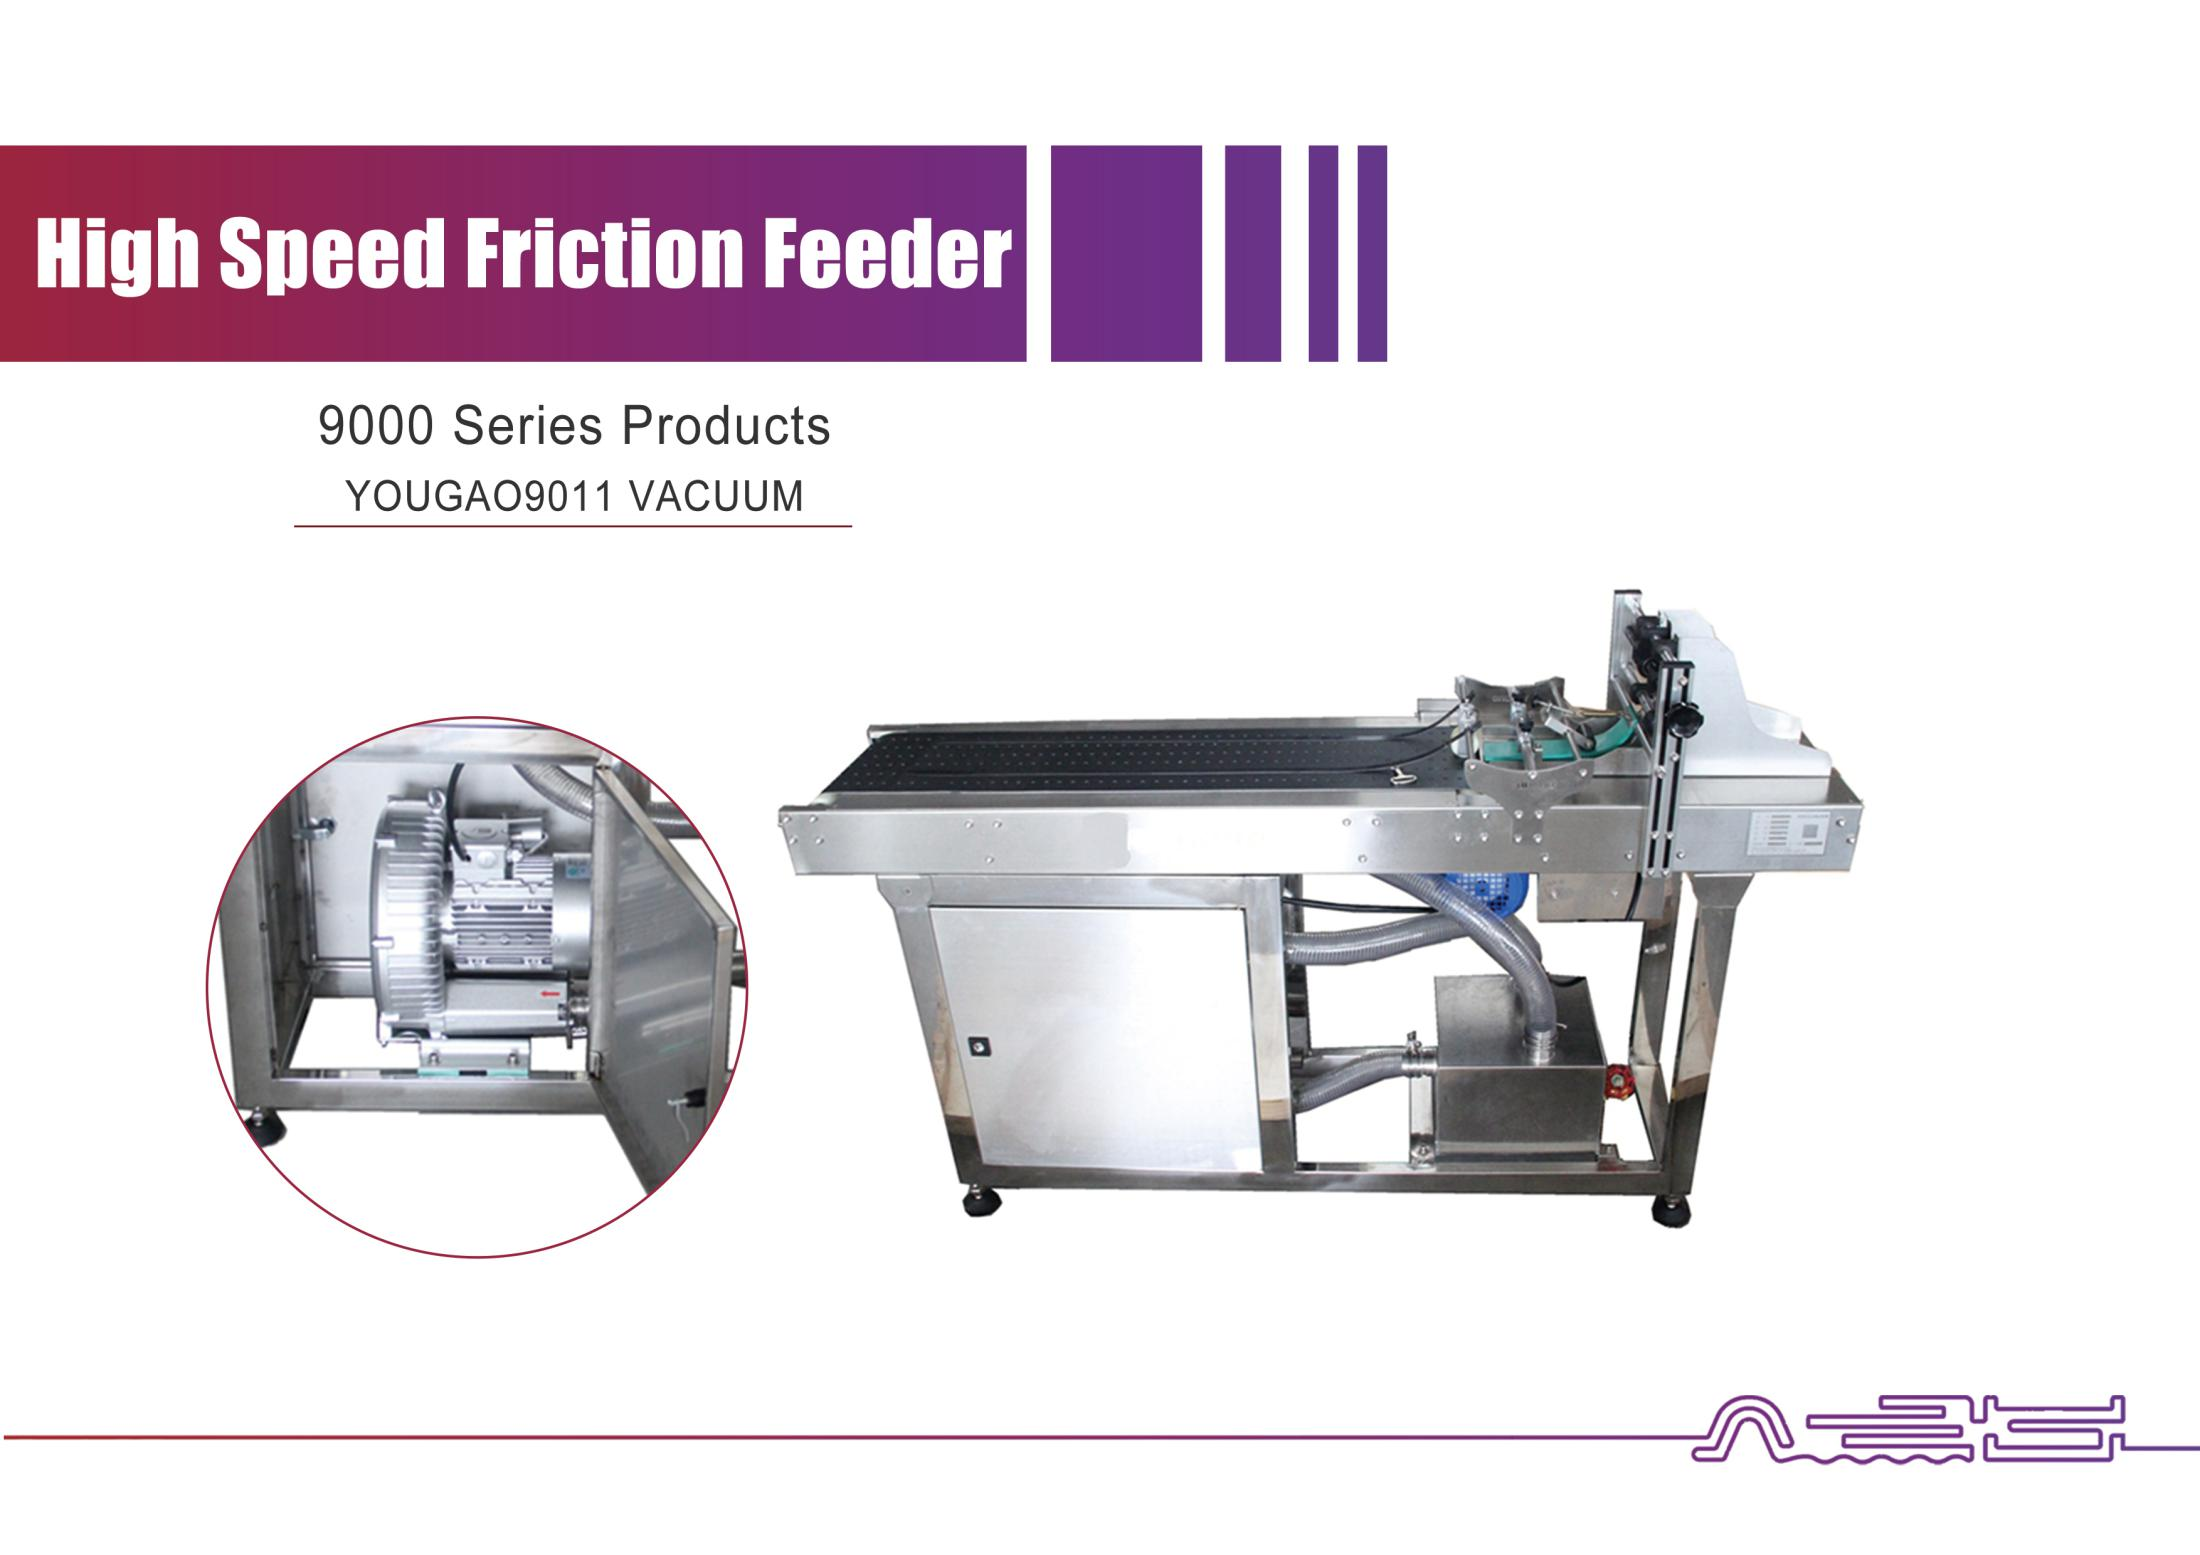 High Speed Friction Feeder
9000 Series Products
YOUGAO9011 VACUUM